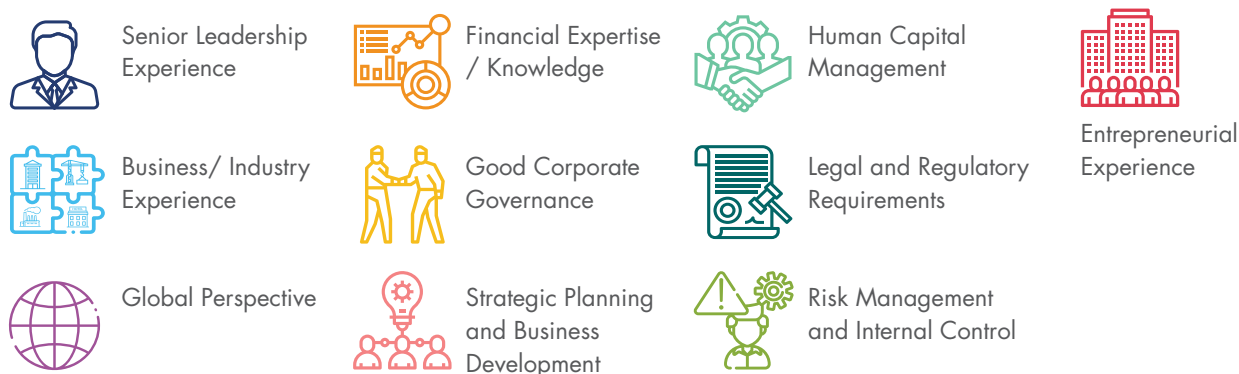 Senior Leadership
Experience
Financial Expertise
/ Knowledge
Human Capital
Management
Entrepreneurial
Experience
Business/ Industry
Experience
Good Corporate
Governance
Legal and Regulatory
Requirements
Global Perspective
Strategic Planning
and Business
Development
Risk Management
and Internal Control